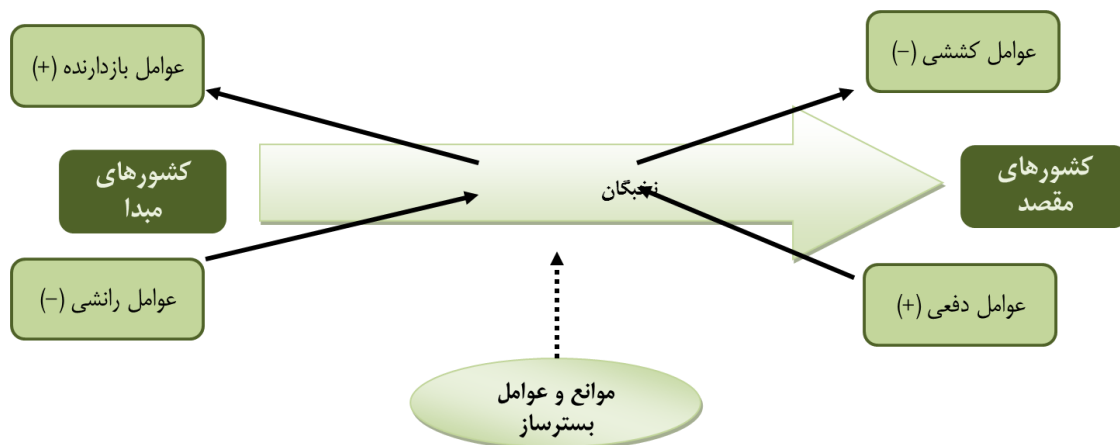 عوامل کششی (–)
عوامل بازدارنده (+)
کشورهای
مقصد
کشورهای
مبدا
نخبگان
عوامل دفعی (+)
عوامل رانشی (–)
موانع و عوامل
بسترساز